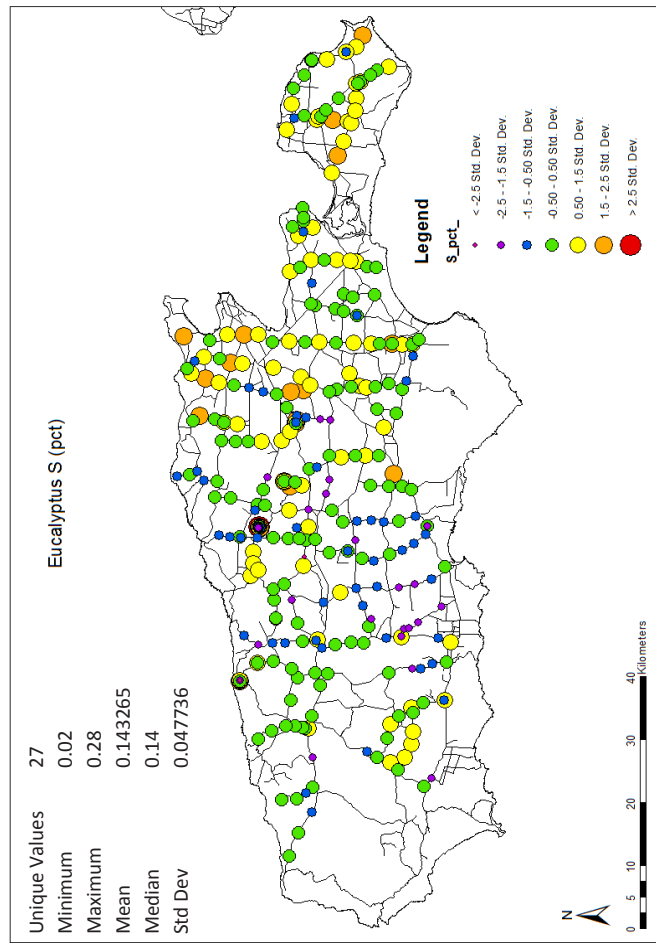 Eucalyptus S (pct)
Unique Values 27
Minimum 0.02
Maximum 0.28
Mean 0.143265
Median 0.14
Std Dev 0.047736
Legend
S_pct_
< -2.5 Std. Dev.
-2.5 - -1.5 Std. Dev.
-1.5 - -0.50 Std. Dev.
-0.50 - 0.50 Std. Dev.
0.50 - 1.5 Std. Dev.
1.5 - 2.5 Std. Dev.
> 2.5 Std. Dev.
N
0 5 10 20 30 40
Kilometers